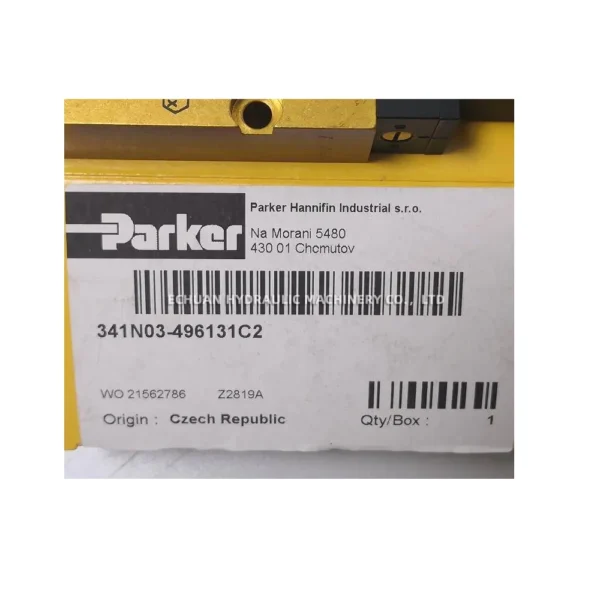 Parker
Parker Hannifin Industrial s.r.o.
Na Morani 5480
430 01 Chomutov
ECHUAN HYDRAULIC MACHINERY CO., LTD
341N03-496131C2
WO 21562786 Z2819A
Origin : Czech Republic
Qty/Box : 1